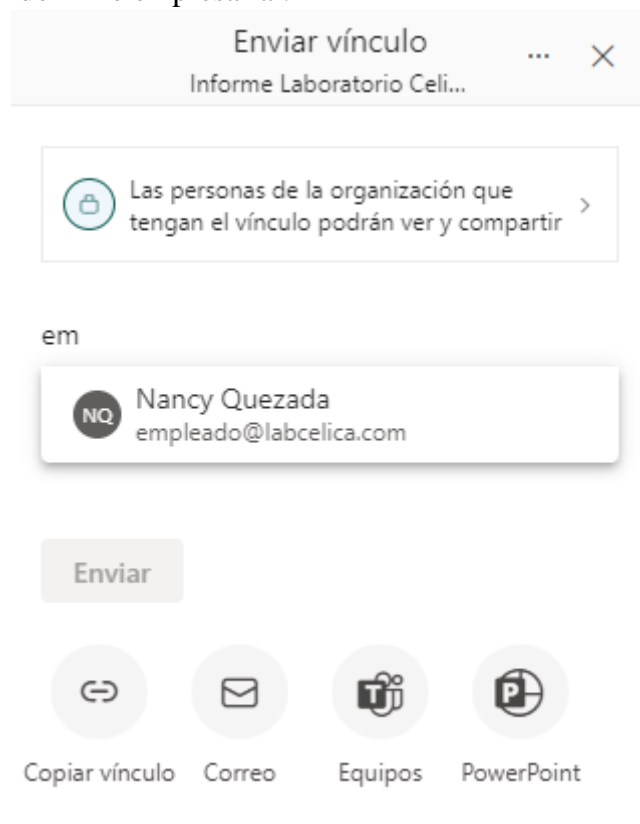 Enviar vínculo
...
Informe Laboratorio Celi...
Las personas de la organización que
tengan el vínculo podrán ver y compartir
em
NQ
Nancy Quezada
empleado@labcelica.com
Enviar
Copiar vínculo
Correo
Equipos
PowerPoint